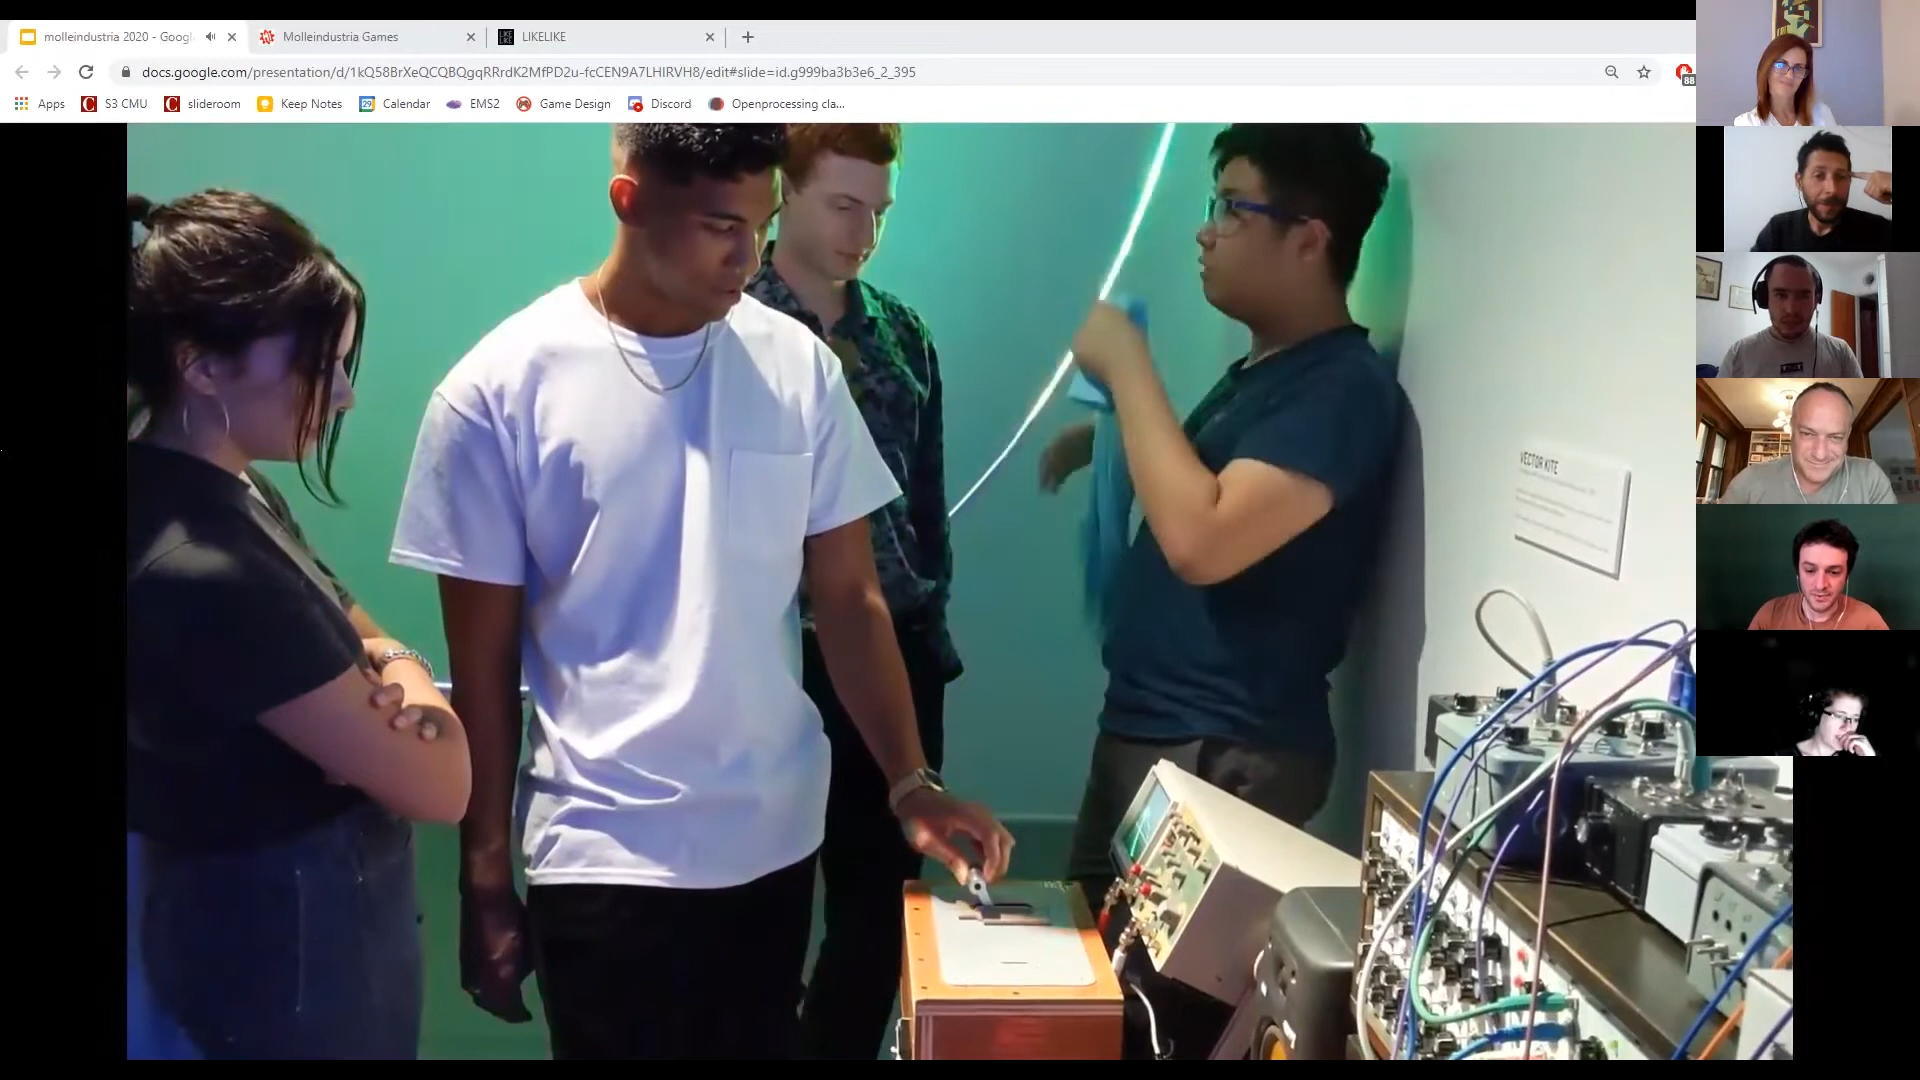 molleindustria 2020 - Googl
Molleindustria Games
LIKELIKE
docs.google.com/presentation/d/1kQ58BrXeQCQBQgqRRrdK2MfPD2u-fcCEN9A7LHIRVH8/edit#slide=id.g999ba3b3e6_2_395
88
Apps
S3 CMU
slideroom
Keep Notes
Calendar
EMS2
Game Design
Discord
Openprocessing cla...
VECTOR KITE